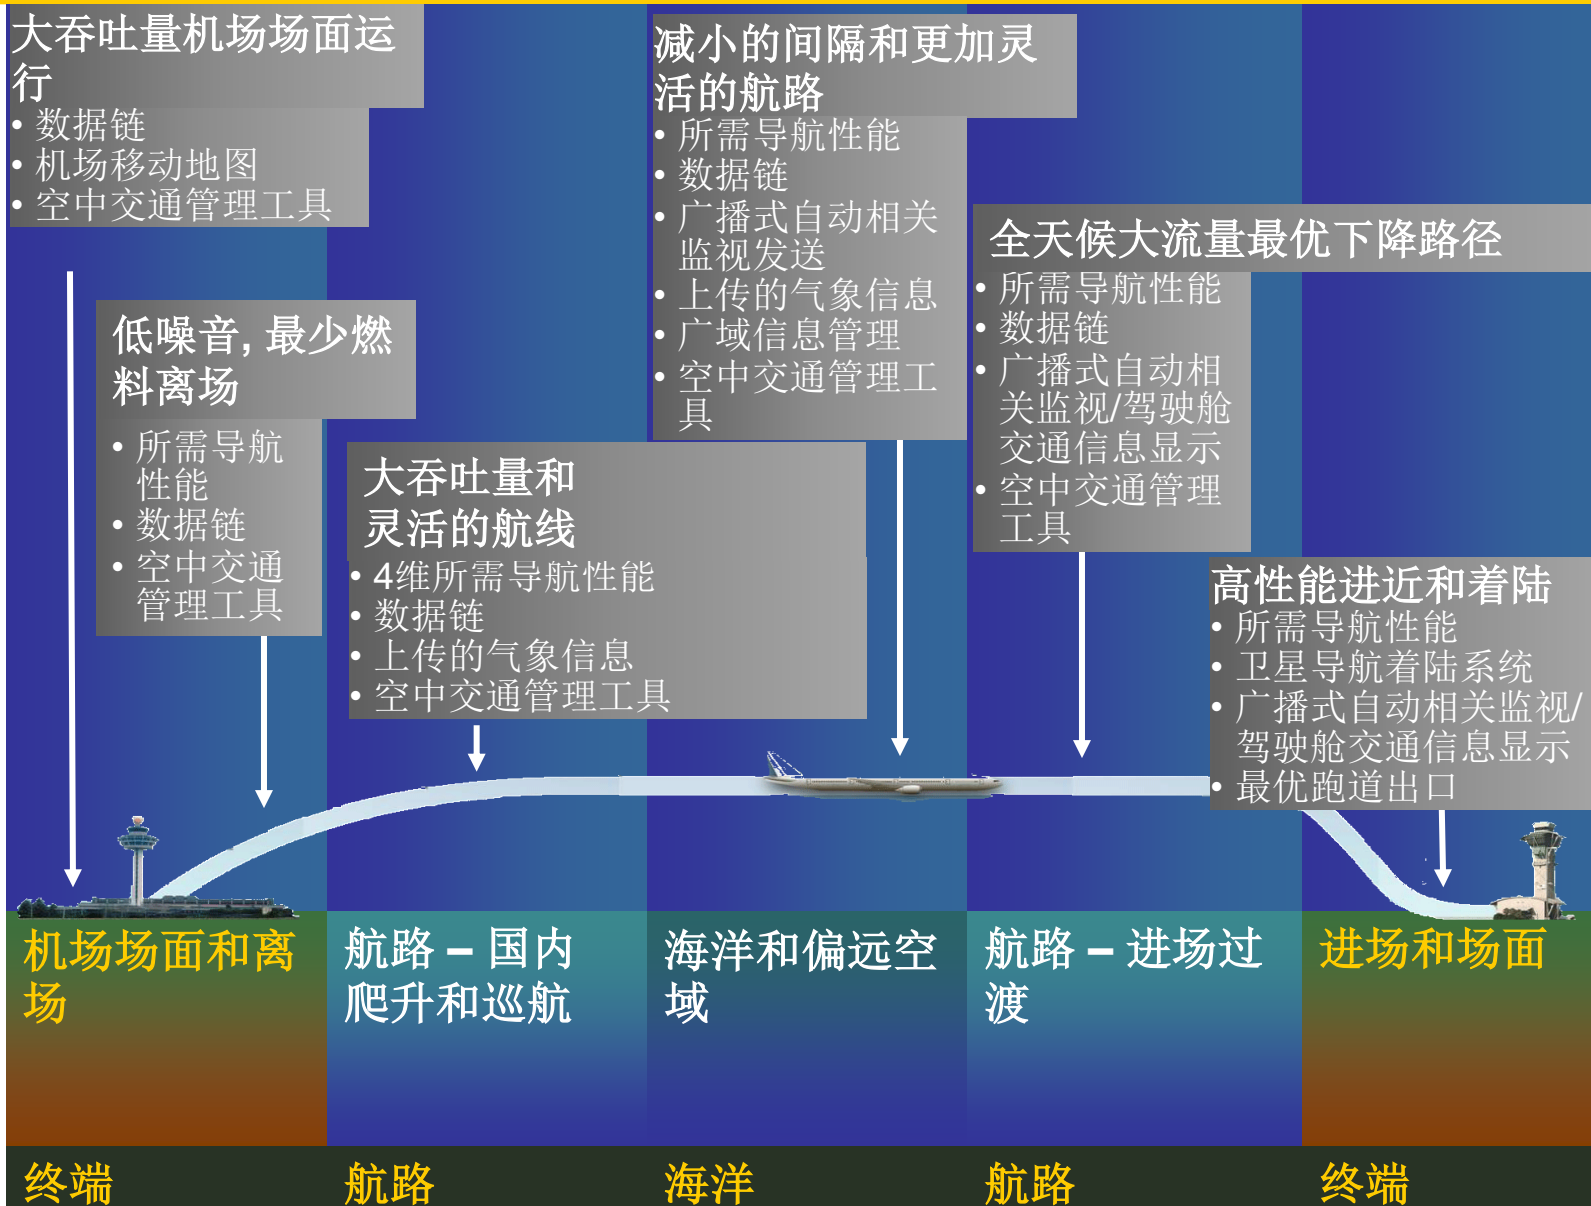 大吞吐量机场场面运
行
• 数据链
• 机场移动地图
• 空中交通管理工具
低噪音, 最少燃
料离场
• 所需导航
性能
• 数据链
• 空中交通
管理工具
大吞吐量和
灵活的航线
• 4维所需导航性能
• 数据链
• 上传的气象信息
• 空中交通管理工具
减小的间隔和更加灵
活的航路
• 所需导航性能
• 数据链
• 广播式自动相关
监视发送
• 上传的气象信息
• 广域信息管理
• 空中交通管理工
具
全天候大流量最优下降路径
• 所需导航性能
• 数据链
• 广播式自动相
关监视/驾驶舱
交通信息显示
• 空中交通管理
工具
高性能进近和着陆
• 所需导航性能
• 卫星导航着陆系统
• 广播式自动相关监视/
驾驶舱交通信息显示
• 最优跑道出口
机场场面和离
场
航路 – 国内
爬升和巡航
海洋和偏远空
域
航路 – 进场过
渡
进场和场面
终端
航路
海洋
航路
终端